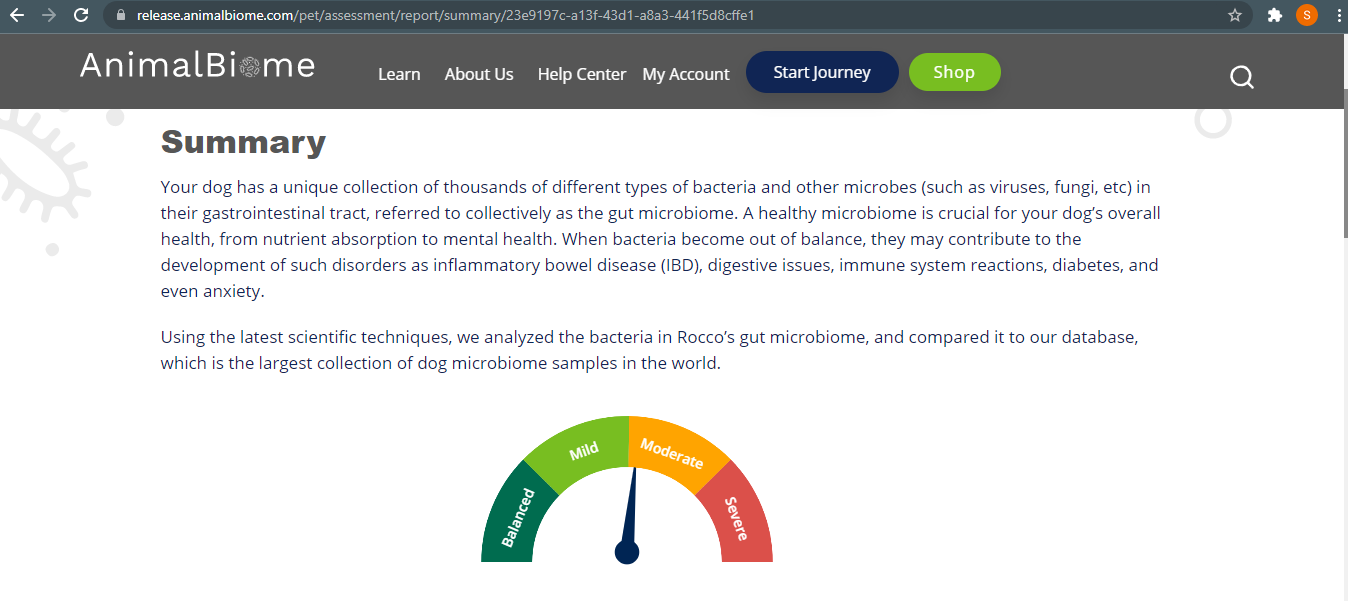 release.animalbiome.com/pet/assessment/report/summary/23e9197c-a13f-43d1-a8a3-441f5d8cffe1
S
AnimalBiome
Learn
About Us
Help Center
My Account
Start Journey
Shop
Summary
Your dog has a unique collection of thousands of different types of bacteria and other microbes (such as viruses, fungi, etc) in
their gastrointestinal tract, referred to collectively as the gut microbiome. A healthy microbiome is crucial for your dog’s overall
health, from nutrient absorption to mental health. When bacteria become out of balance, they may contribute to the
development of such disorders as inflammatory bowel disease (IBD), digestive issues, immune system reactions, diabetes, and
even anxiety.
Using the latest scientific techniques, we analyzed the bacteria in Rocco’s gut microbiome, and compared it to our database,
which is the largest collection of dog microbiome samples in the world.
Balanced
Mild
Moderate
Severe